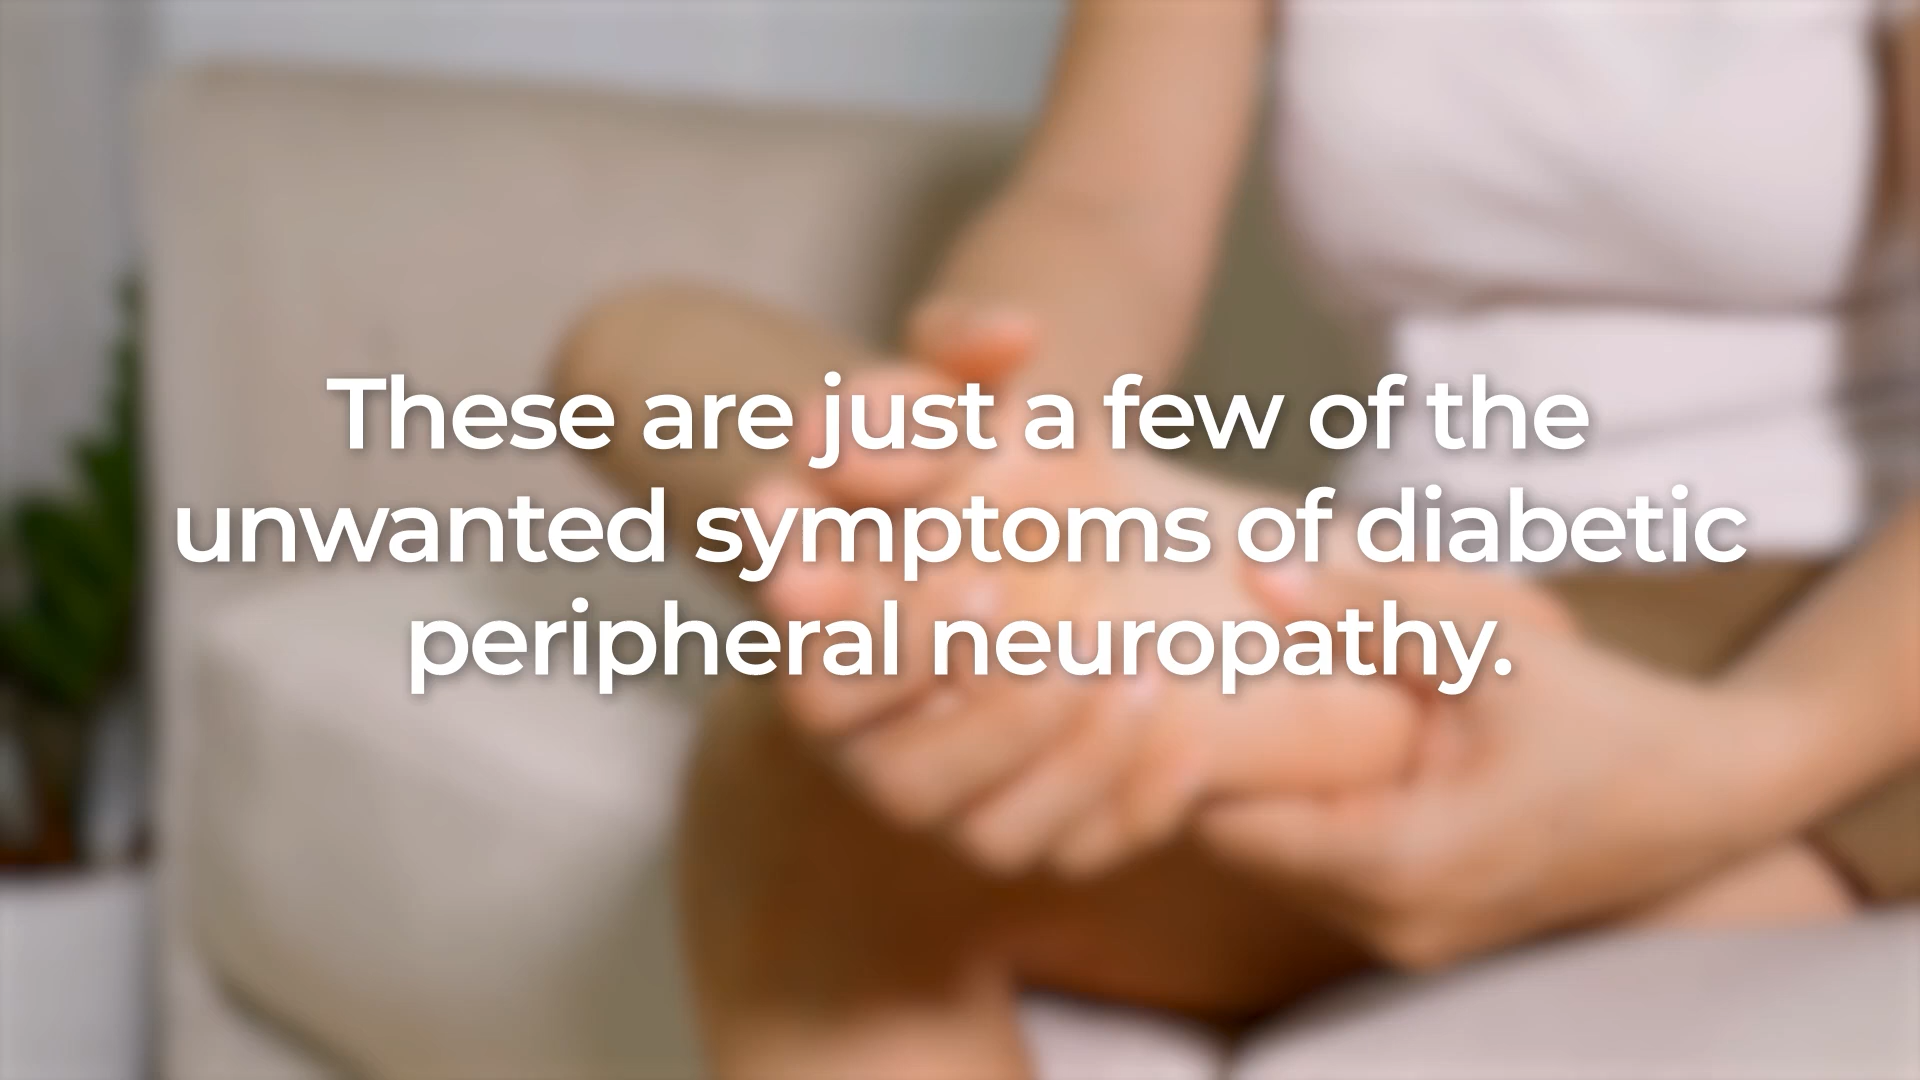 These are just a few of the
unwanted symptoms of diabetic
peripheral neuropathy.